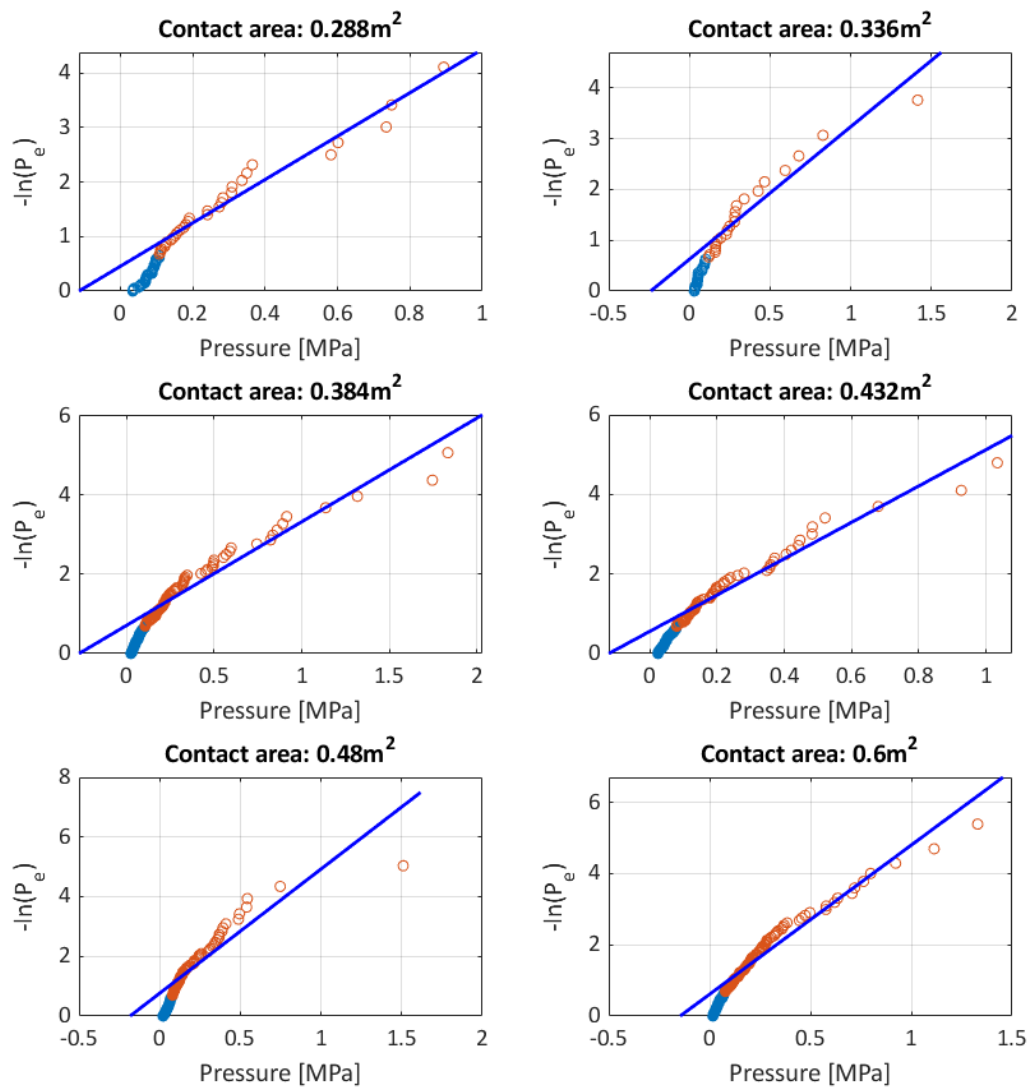 Contact area: 0.288m²
Contact area: 0.336m²
-ln(Pₑ)
4
3
2
1
0
0 0.2 0.4 0.6 0.8 1
Pressure [MPa]
-ln(Pₑ)
4
3
2
1
0
-0.5 0 0.5 1 1.5 2
Pressure [MPa]
Contact area: 0.384m²
Contact area: 0.432m²
-ln(Pₑ)
6
4
2
0
0 0.5 1 1.5 2
Pressure [MPa]
-ln(Pₑ)
6
4
2
0
0 0.2 0.4 0.6 0.8 1
Pressure [MPa]
Contact area: 0.48m²
Contact area: 0.6m²
-ln(Pₑ)
8
6
4
2
0
-0.5 0 0.5 1 1.5 2
Pressure [MPa]
-ln(Pₑ)
6
4
2
0
-0.5 0 0.5 1 1.5
Pressure [MPa]